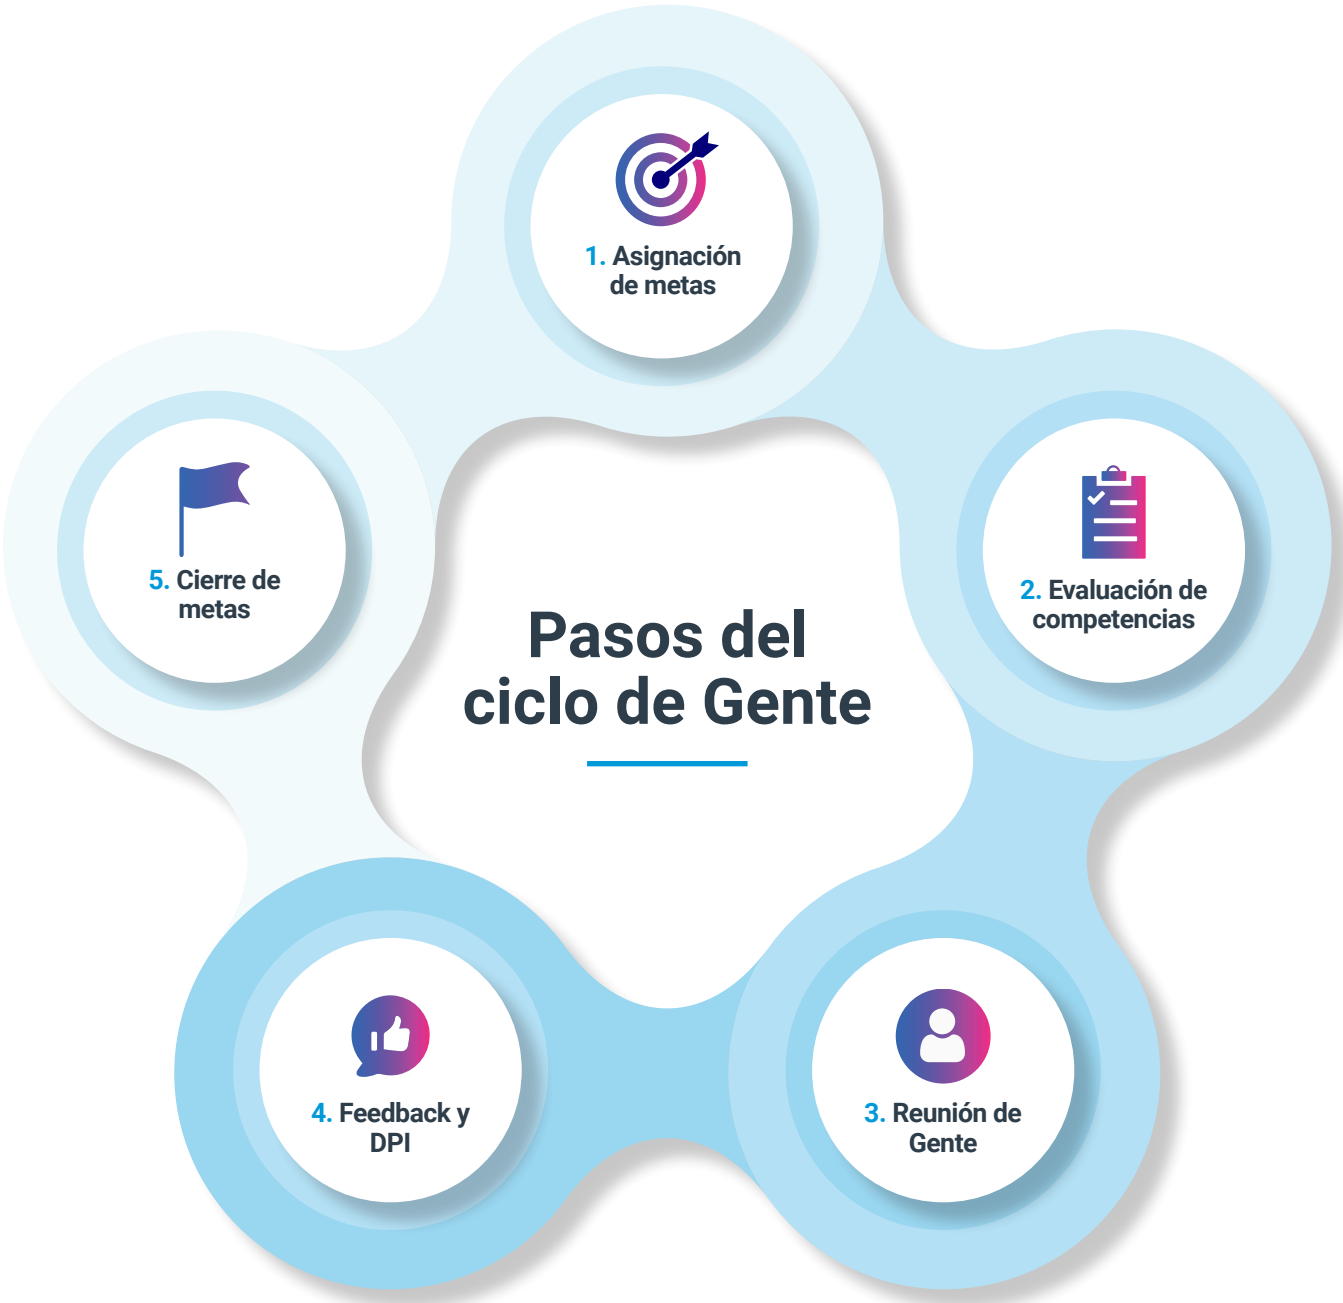 1. Asignación
de metas
2. Evaluación de
competencias
3. Reunión de
Gente
4. Feedback y
DPI
5. Cierre de
metas
Pasos del
ciclo de Gente